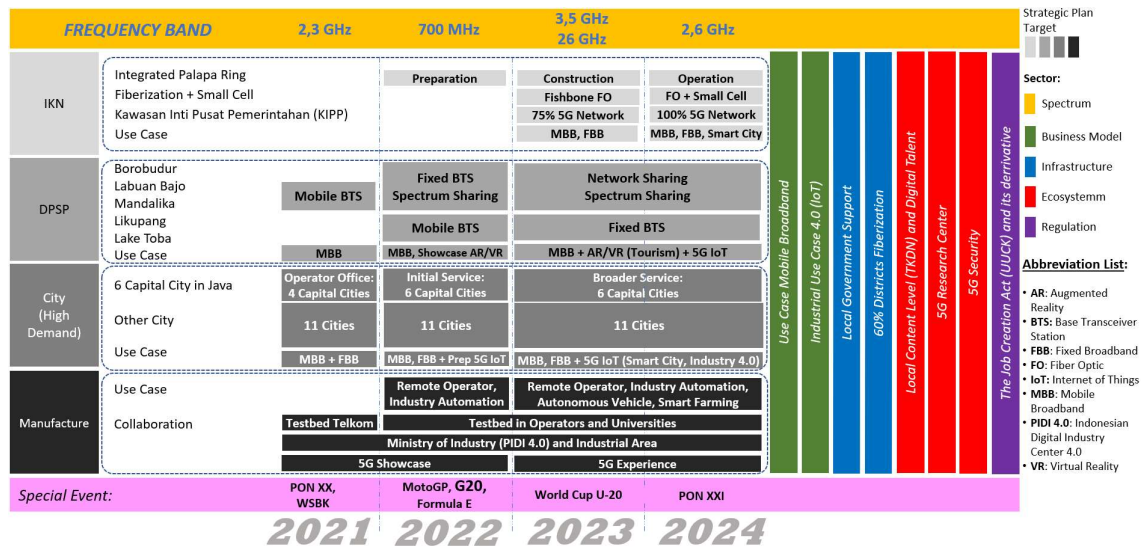 FREQUENCY BAND
2,3 GHz
700 MHz
3,5 GHz
26 GHz
2,6 GHz
IKN
Integrated Palapa Ring
Preparation
Construction
Operation
Fiberization + Small Cell
Fishbone FO
FO + Small Cell
Kawasan Inti Pusat Pemerintahan (KIPP)
75% 5G Network
100% 5G Network
Use Case
MBB, FBB
MBB, FBB, Smart City
DPSP
Borobudur
Labuan Bajo
Mandalika
Likupang
Lake Toba
Use Case
Mobile BTS
Fixed BTS
Spectrum Sharing
Network Sharing
Spectrum Sharing
Mobile BTS
Fixed BTS
MBB
MBB, Showcase AR/VR
MBB + AR/VR (Tourism) + 5G IoT
City
(High
Demand)
6 Capital City in Java
Operator Office:
4 Capital Cities
Initial Service:
6 Capital Cities
Broader Service:
6 Capital Cities
Other City
11 Cities
11 Cities
11 Cities
Use Case
MBB + FBB
MBB, FBB + Prep 5G IoT
MBB, FBB + 5G IoT (Smart City, Industry 4.0)
Manufacture
Use Case
Remote Operator,
Industry Automation
Remote Operator, Industry Automation,
Autonomous Vehicle, Smart Farming
Collaboration
Testbed Telkom
Testbed in Operators and Universities
Ministry of Industry (PIDI 4.0) and Industrial Area
5G Showcase
5G Experience
Special Event:
PON XX,
WSBK
MotoGP, G20,
Formula E
World Cup U-20
PON XXI
2021
2022
2023
2024
Use Case Mobile Broadband
Industrial Use Case 4.0 (IoT)
Local Government Support
60% Districts Fiberization
Local Content Level (TKDN) and Digital Talent
5G Research Center
5G Security
The Job Creation Act (UUCK) and its derrivative
Strategic Plan
Target
Sector:
Spectrum
Business Model
Infrastructure
Ecosystemm
Regulation
Abbreviation List:
• AR: Augmented
Reality
• BTS: Base Transceiver
Station
• FBB: Fixed Broadband
• FO: Fiber Optic
• IoT: Internet of Things
• MBB: Mobile
Broadband
• PIDI 4.0: Indonesian
Digital Industry
Center 4.0
• VR: Virtual Reality